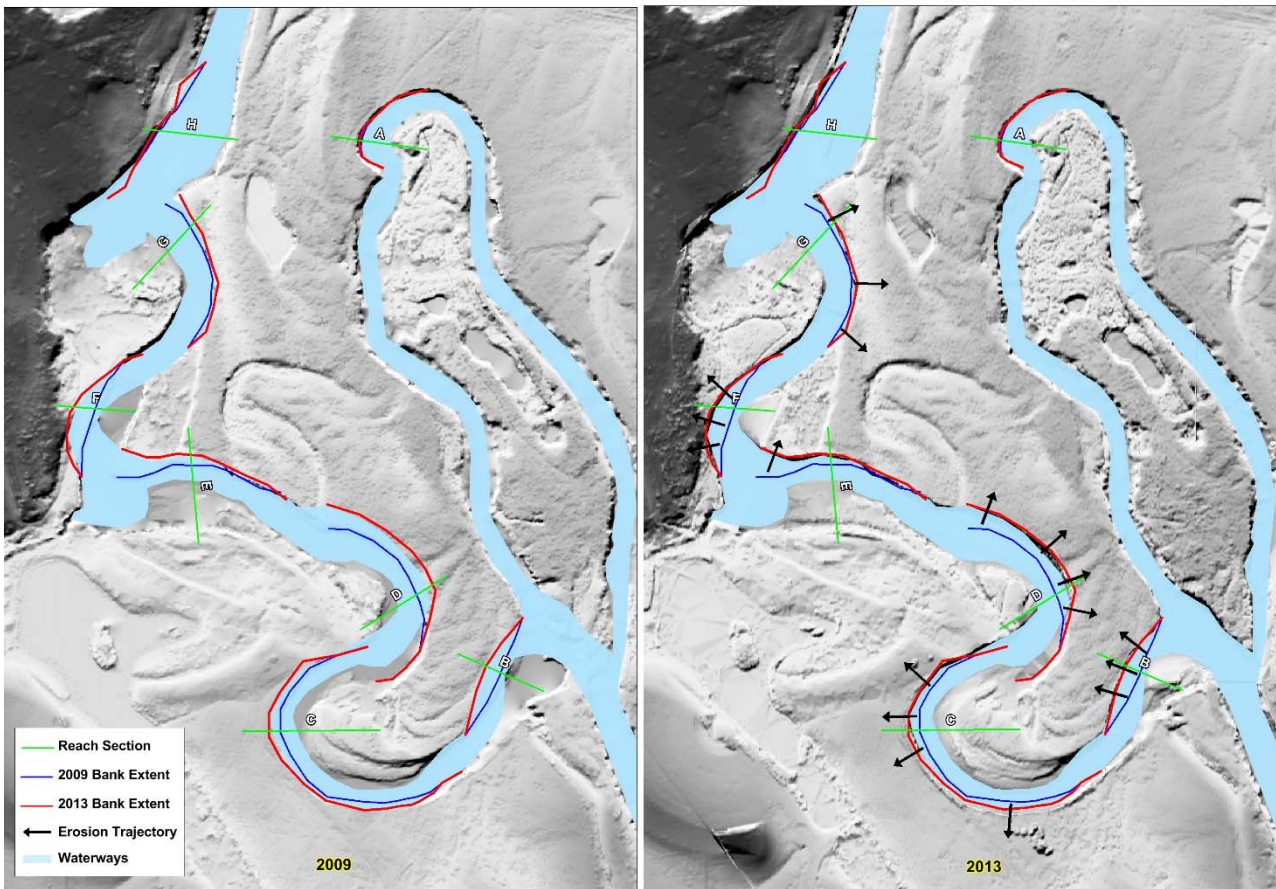 H
A
G
F
E
D
B
C
Reach Section
2009 Bank Extent
2013 Bank Extent
Erosion Trajectory
Waterways
2009
H
A
G
F
E
D
B
C
2013